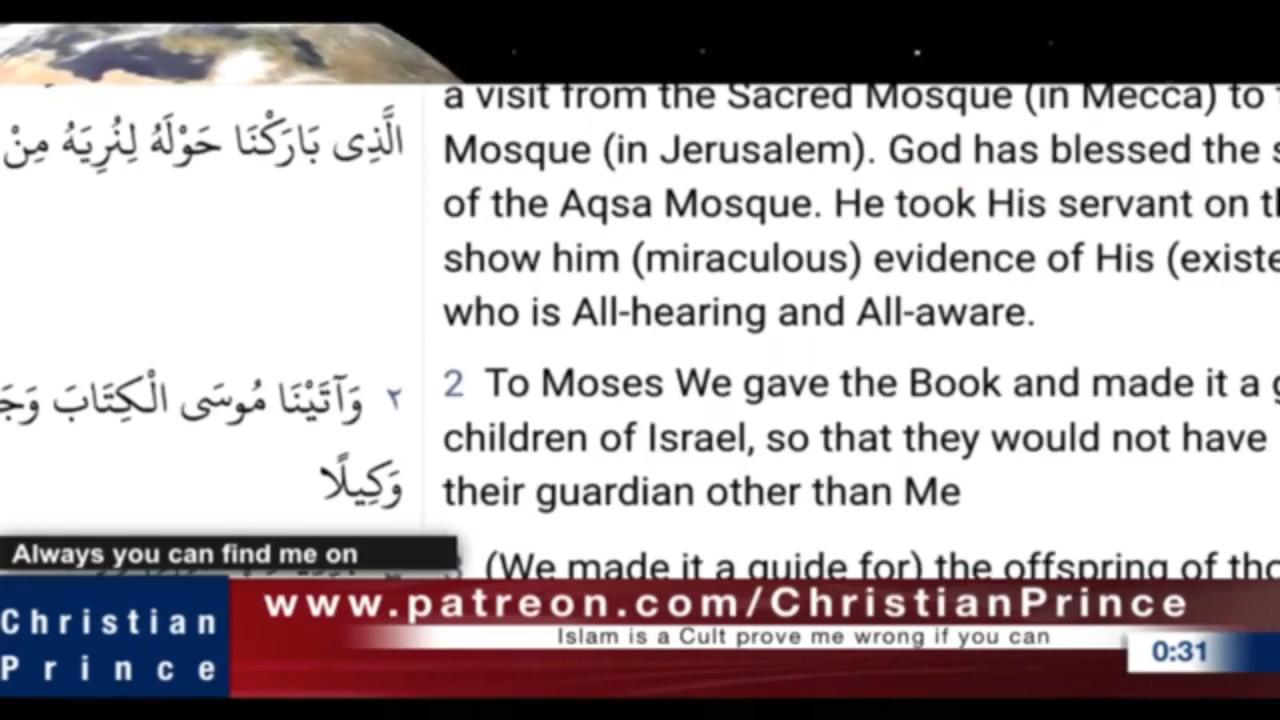 a visit from the Sacred Mosque (in Mecca) to
الَّذِى بَارَكْنَا حَوْلَهُ لِنُرِيَهُ مِنْ
Mosque (in Jerusalem). God has blessed the s
of the Aqsa Mosque. He took His servant on th
show him (miraculous) evidence of His (existe
who is All-hearing and All-aware.
٢ وَآتَيْنَا مُوسَى الْكِتَابَ وَجَ
وَكِيلًا
2 To Moses We gave the Book and made it a g
children of Israel, so that they would not have
their guardian other than Me
(We made it a guide for) the offspring of tho
Always you can find me on
Christian
Prince
www.patreon.com/ChristianPrince
Islam is a Cult prove me wrong if you can
0:31